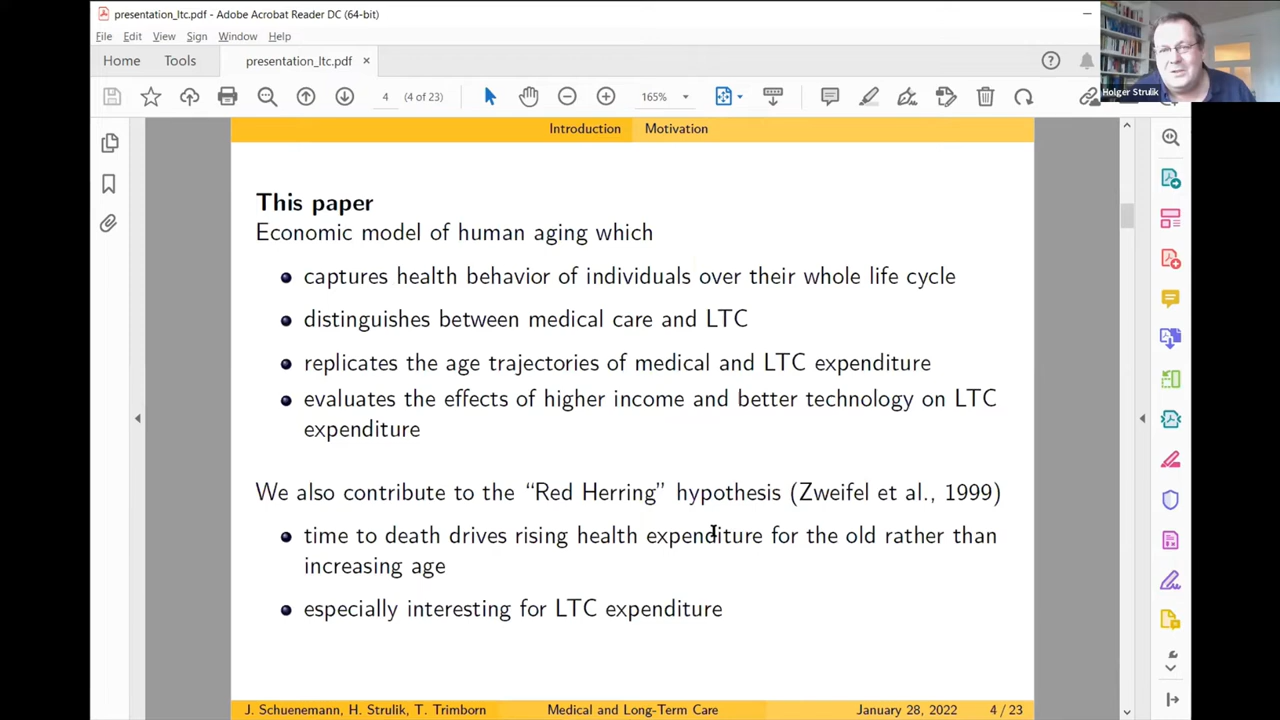 presentation_ltc.pdf - Adobe Acrobat Reader DC (64-bit)
File Edit View Sign Window Help
Home Tools presentation_ltc.pdf ×
4 (4 of 23) 165%
Holger Strulik
Introduction Motivation
This paper
Economic model of human aging which
captures health behavior of individuals over their whole life cycle
distinguishes between medical care and LTC
replicates the age trajectories of medical and LTC expenditure
evaluates the effects of higher income and better technology on LTC
expenditure
We also contribute to the “Red Herring” hypothesis (Zweifel et al., 1999)
time to death drives rising health expenditure for the old rather than
increasing age
especially interesting for LTC expenditure
J. Schuenemann, H. Strulik, T. Trimborn Medical and Long-Term Care January 28, 2022 4 / 23